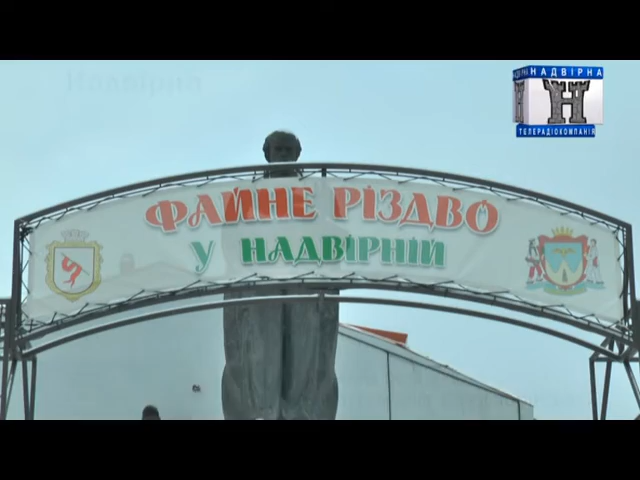 НАДВІРНА
Н
ТЕЛЕРАДІОКОМПАНІЯ
ФАЙНЕ РІЗДВО
У НАДВІРНІЙ